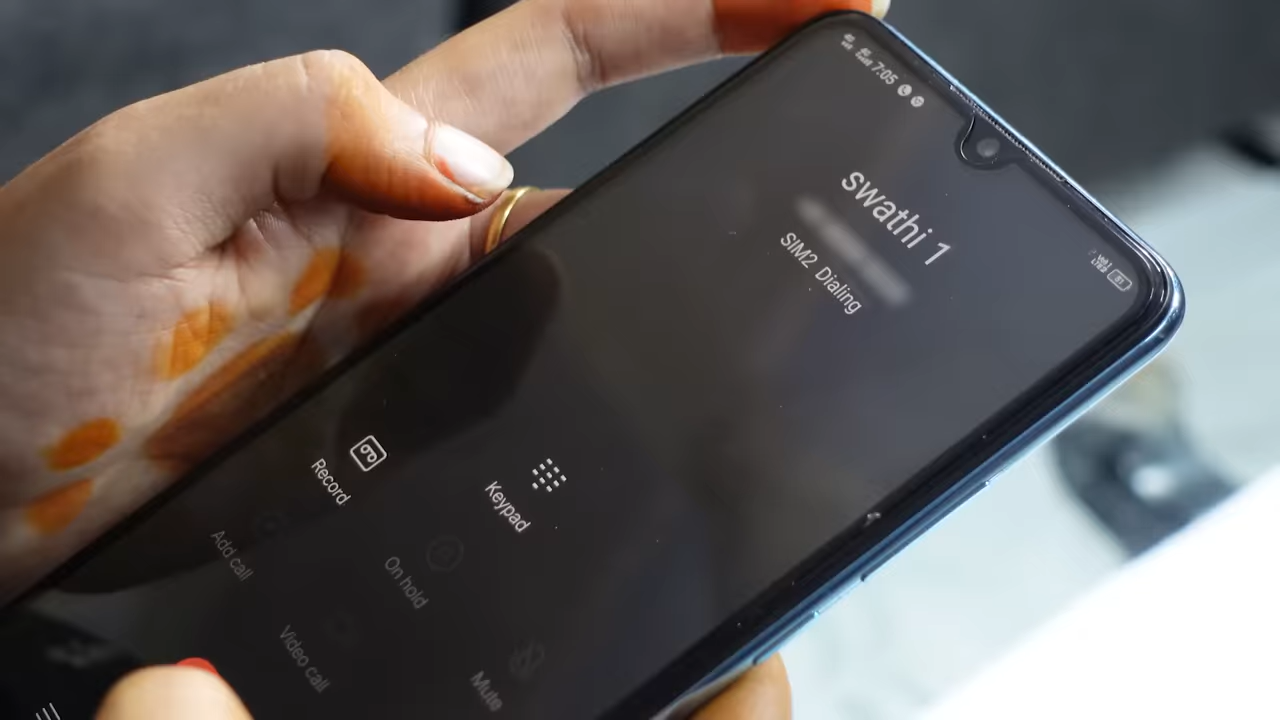 7:05
swathi 1
SIM2 Dialing
Record
Keypad
Add call
On hold
Video call
Mute